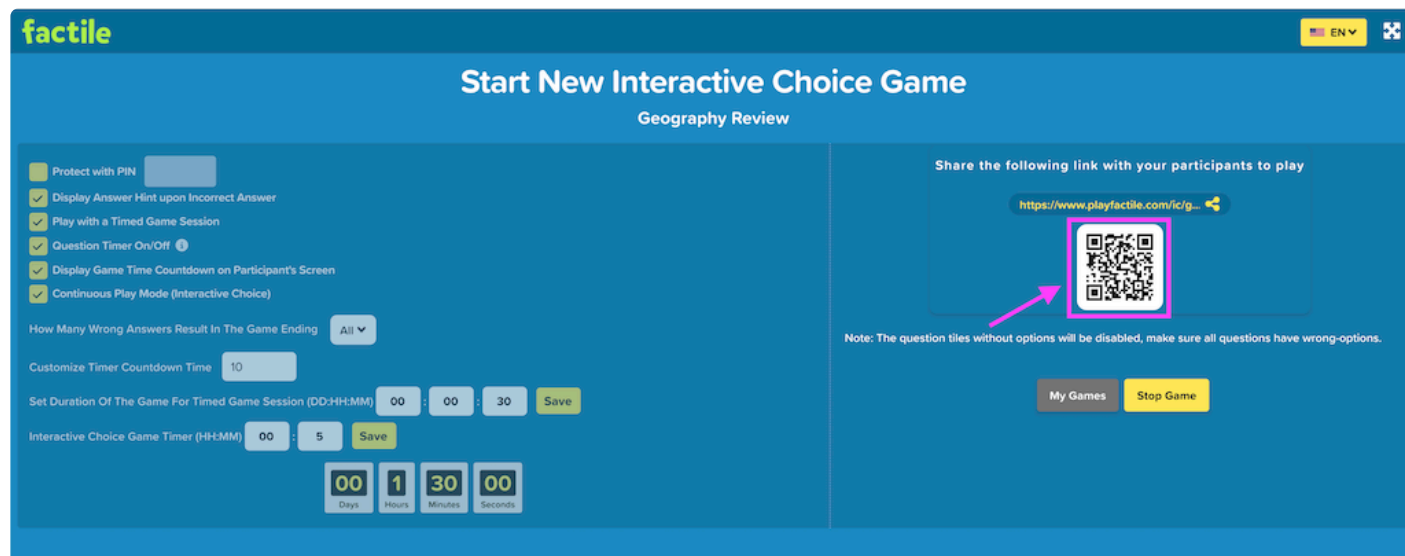 factile
EN
Start New Interactive Choice Game
Geography Review
Protect with PIN
Display Answer Hint upon Incorrect Answer
Play with a Timed Game Session
Question Timer On/Off
Display Game Time Countdown on Participant's Screen
Continuous Play Mode (Interactive Choice)
How Many Wrong Answers Result In The Game Ending All
Customize Timer Countdown Time 10
Set Duration Of The Game For Timed Game Session (DD:HH:MM) 00 : 00 : 30 Save
Interactive Choice Game Timer (HH:MM) 00 : 5 Save
00 1 30 00
Days Hours Minutes Seconds
Share the following link with your participants to play
https://www.playfactile.com/ic/g...
Note: The question tiles without options will be disabled, make sure all questions have wrong-options.
My Games Stop Game